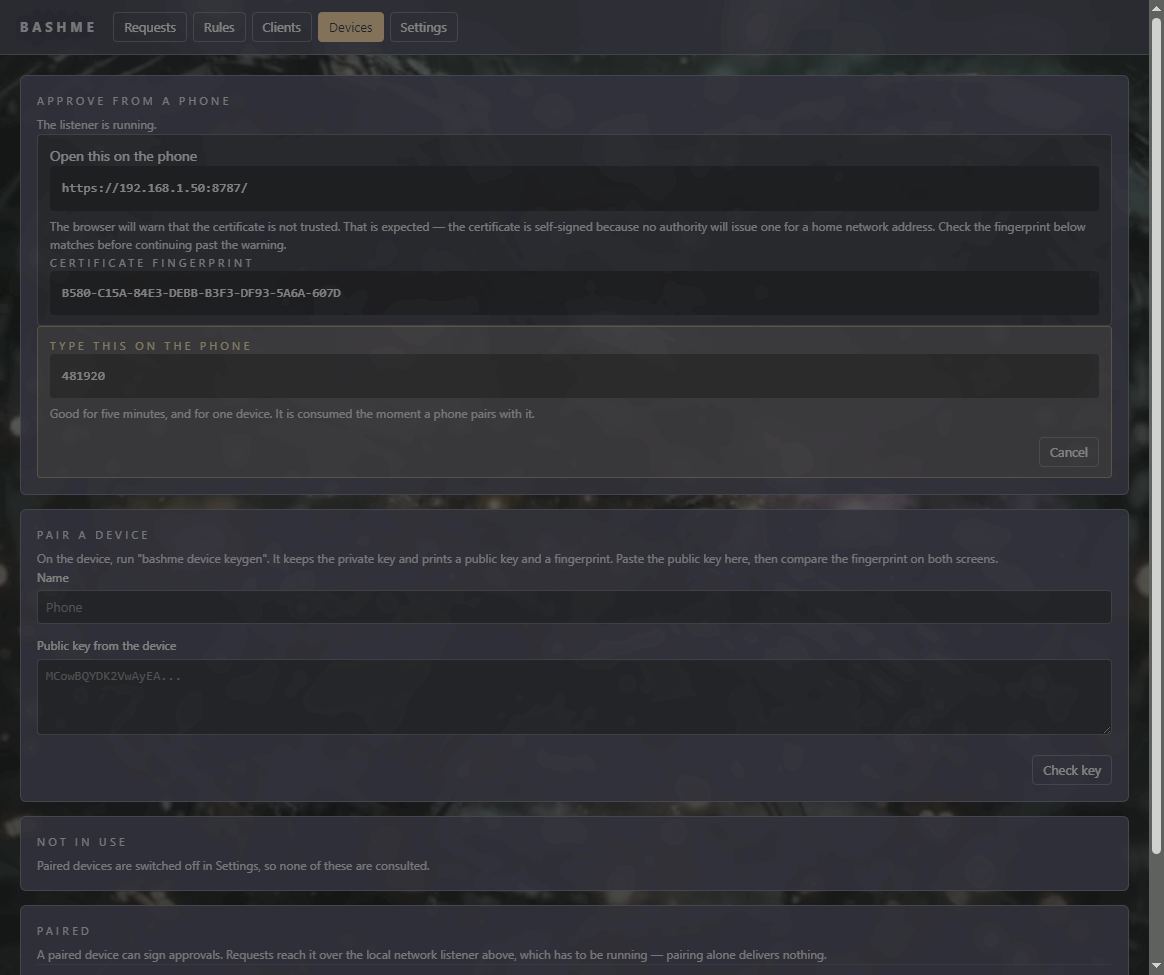 BASHME Requests Rules Clients Devices Settings
APPROVE FROM A PHONE
The listener is running.
Open this on the phone
https://192.168.1.50:8787/
The browser will warn that the certificate is not trusted. That is expected — the certificate is self-signed because no authority will issue one for a home network address. Check the fingerprint below
matches before continuing past the warning.
CERTIFICATE FINGERPRINT
B580-C15A-84E3-DEBB-B3F3-DF93-5A6A-607D
TYPE THIS ON THE PHONE
481920
Good for five minutes, and for one device. It is consumed the moment a phone pairs with it.
Cancel
PAIR A DEVICE
On the device, run "bashme device keygen". It keeps the private key and prints a public key and a fingerprint. Paste the public key here, then compare the fingerprint on both screens.
Name
Phone
Public key from the device
MCowBQYDK2VwAyEA...
Check key
NOT IN USE
Paired devices are switched off in Settings, so none of these are consulted.
PAIRED
A paired device can sign approvals. Requests reach it over the local network listener above, which has to be running — pairing alone delivers nothing.